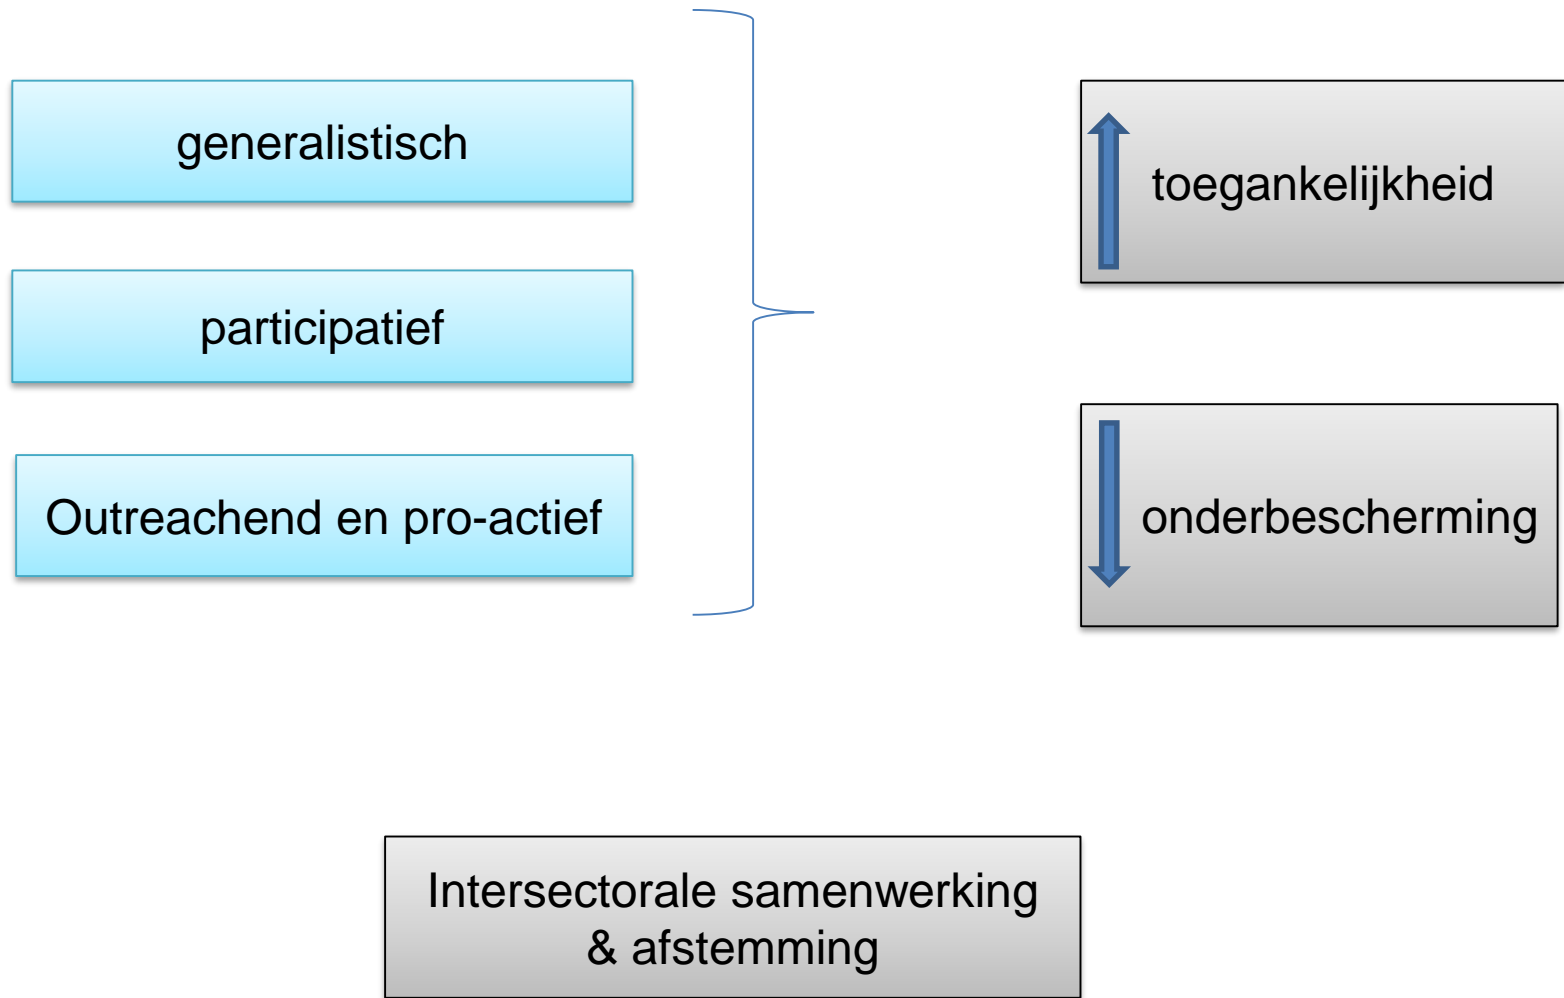 generalistisch
participatief
Outreachend en pro-actief
toegankelijkheid
onderbescherming
Intersectorale samenwerking
& afstemming